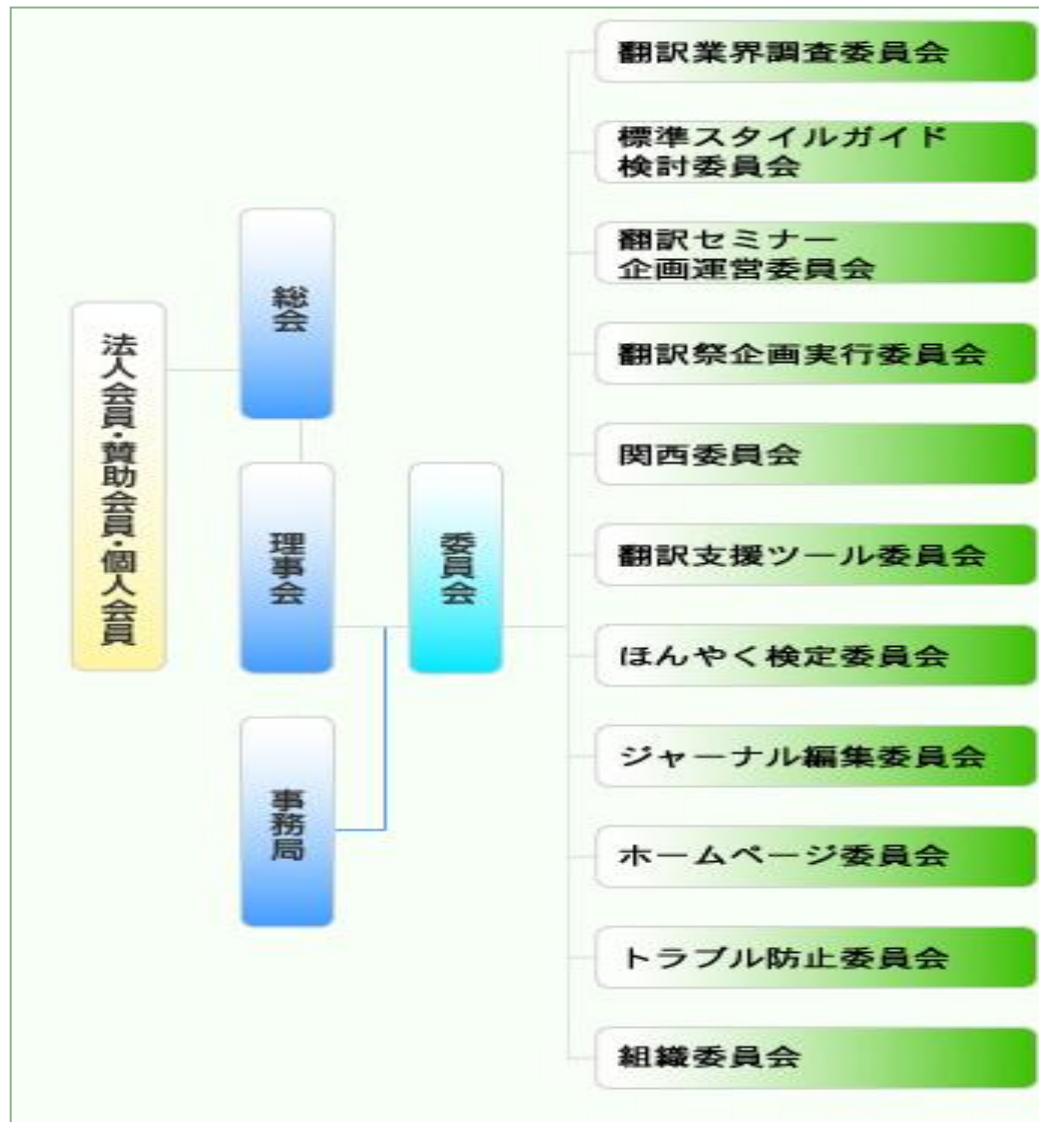 法人会員・賛助会員・個人会員
総会
理事会
事務局
委員会
翻訳業界調査委員会
標準スタイルガイド
検討委員会
翻訳セミナー
企画運営委員会
翻訳祭企画実行委員会
関西委員会
翻訳支援ツール委員会
ほんやく検定委員会
ジャーナル編集委員会
ホームページ委員会
トラブル防止委員会
組織委員会